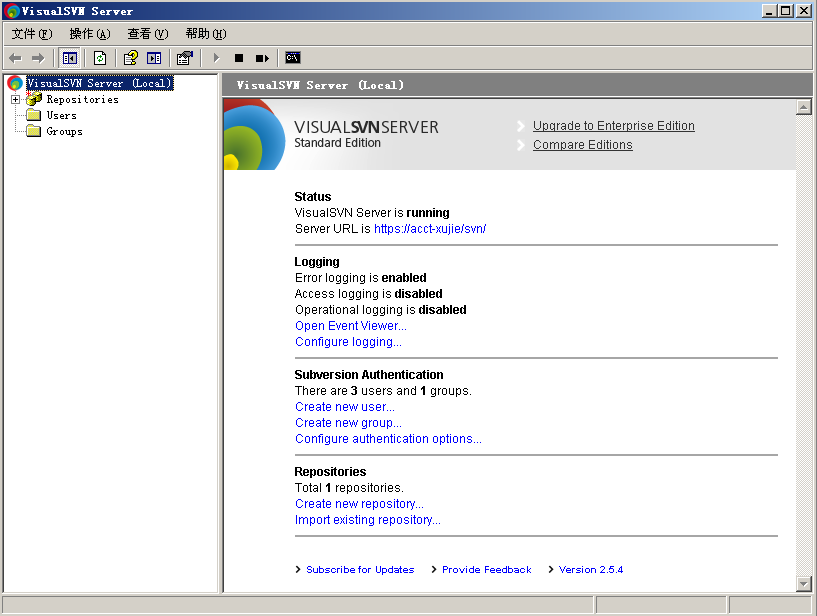 VisualSVN Server
文件(F) 操作(A) 查看(V) 帮助(H)
VisualSVN Server (Local)
Repositories
Users
Groups
VisualSVN Server (Local)
VISUALSVN SERVER
Standard Edition
Upgrade to Enterprise Edition
Compare Editions
Status
VisualSVN Server is running
Server URL is https://acct-xujie/svn/
Logging
Error logging is enabled
Access logging is disabled
Operational logging is disabled
Open Event Viewer...
Configure logging...
Subversion Authentication
There are 3 users and 1 groups.
Create new user...
Create new group...
Configure authentication options...
Repositories
Total 1 repositories.
Create new repository...
Import existing repository...
Subscribe for Updates Provide Feedback Version 2.5.4